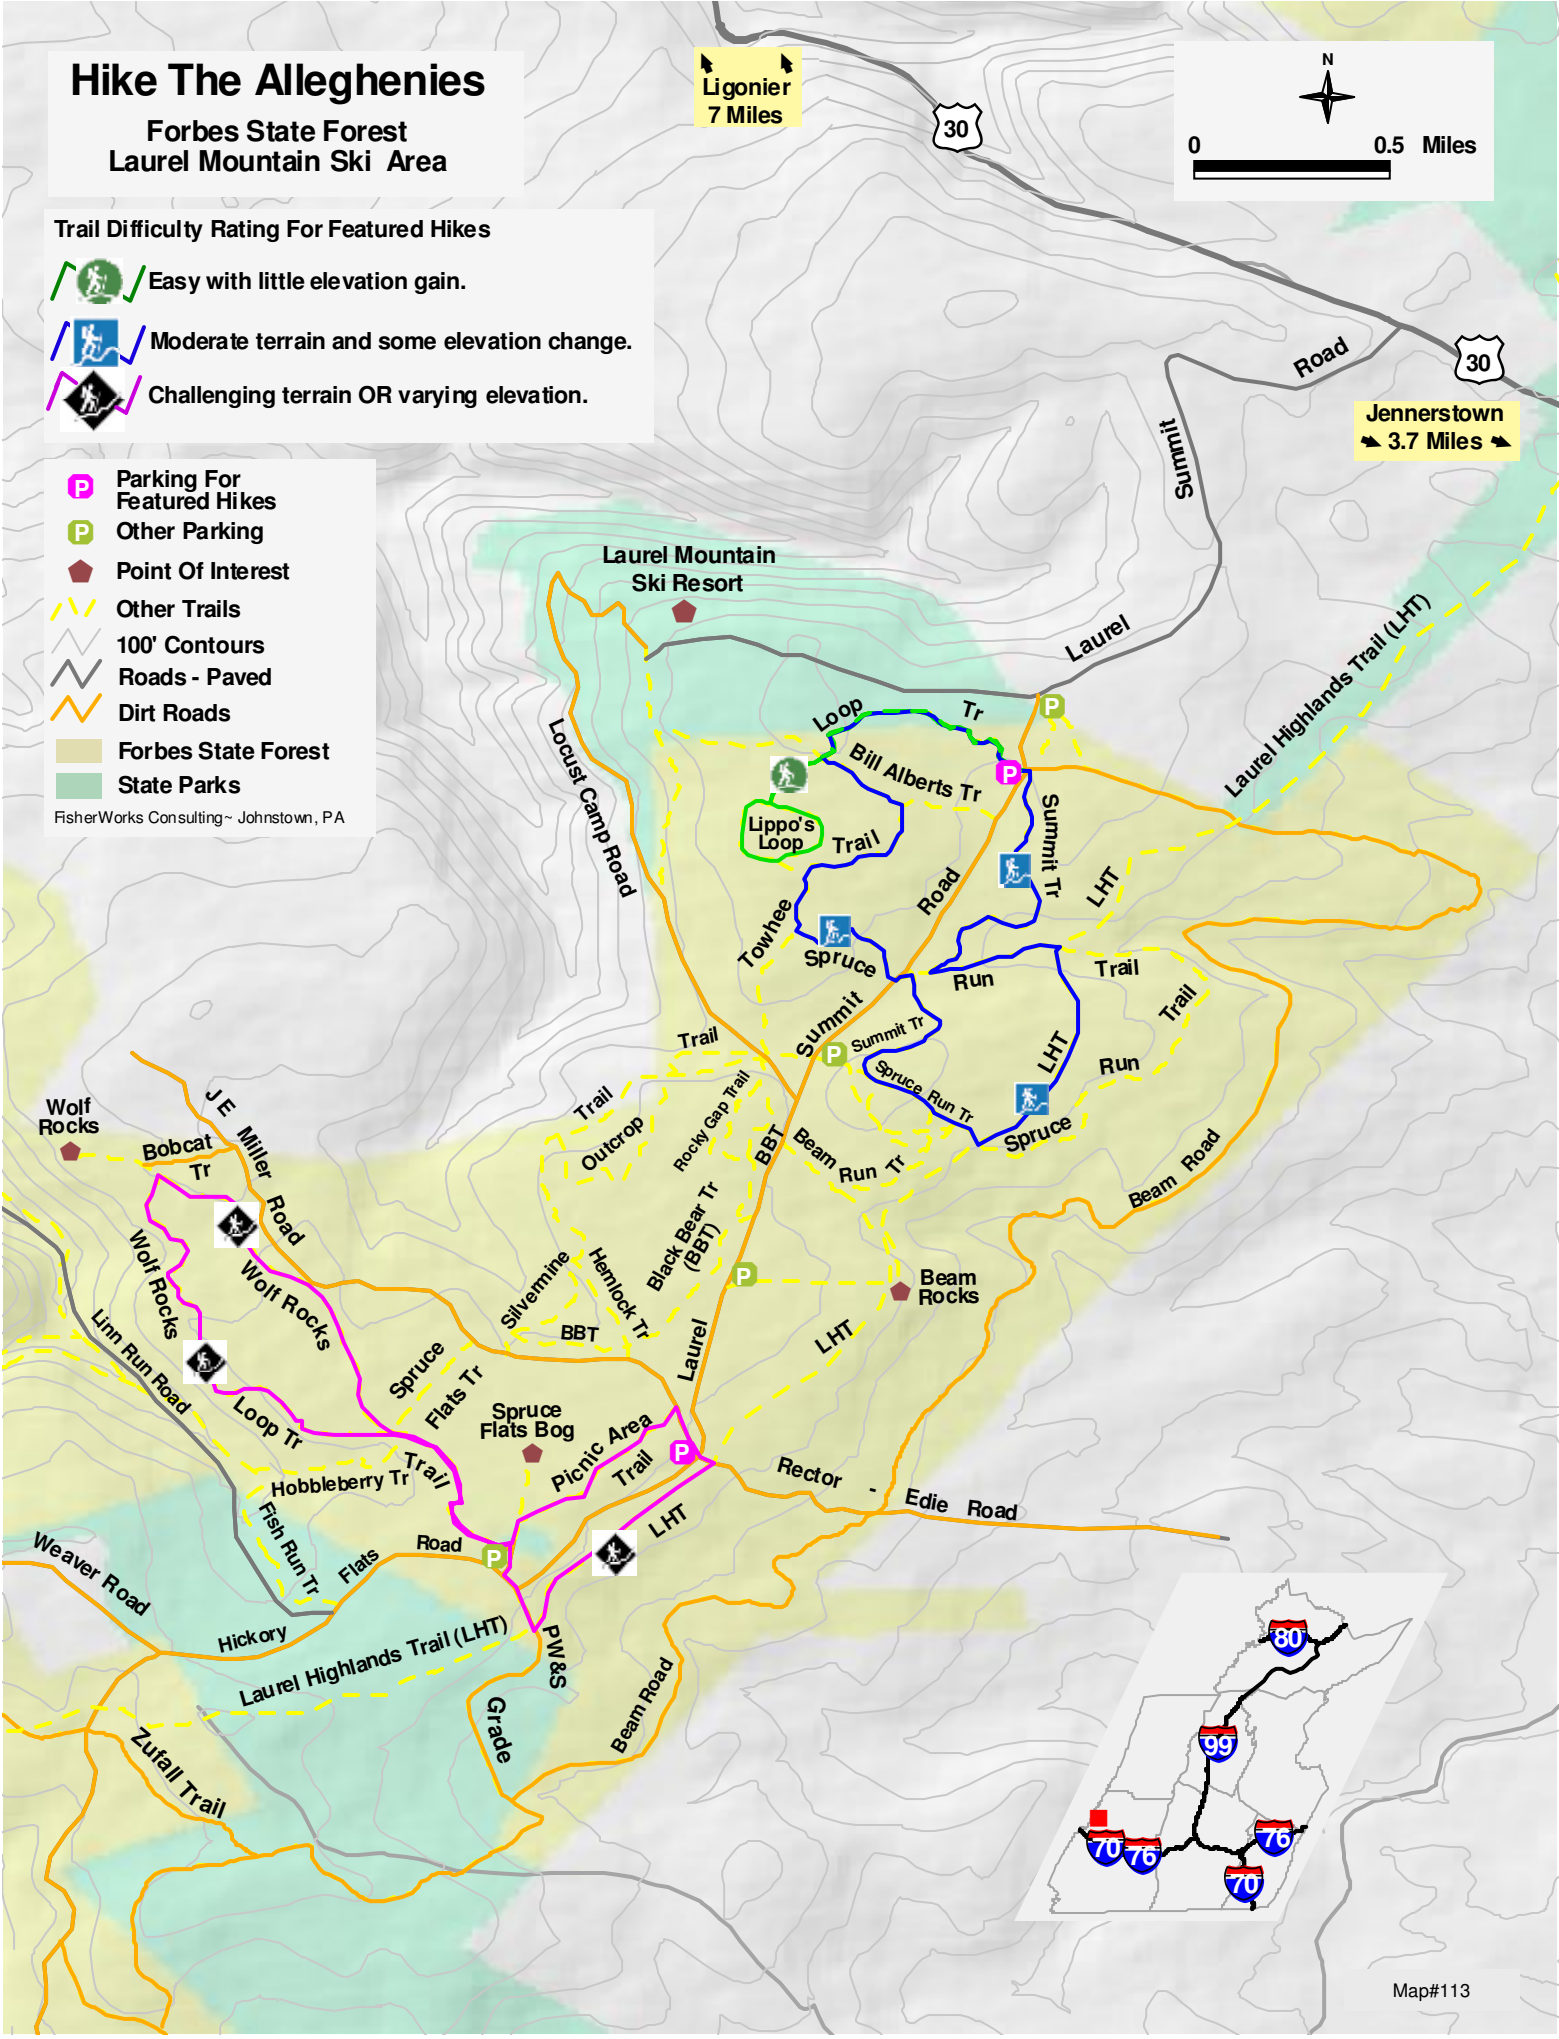 Hike The Alleghenies
Forbes State Forest
Laurel Mountain Ski Area
Ligonier
7 Miles
30
N
0 0.5 Miles
Trail Difficulty Rating For Featured Hikes
Easy with little elevation gain.
Moderate terrain and some elevation change.
Challenging terrain OR varying elevation.
P Parking For
Featured Hikes
P Other Parking
Point Of Interest
Other Trails
100' Contours
Roads - Paved
Dirt Roads
Forbes State Forest
State Parks
FisherWorks Consulting~ Johnstown, PA
Road
30
Jennerstown
3.7 Miles
Summit
Laurel
Laurel Mountain
Ski Resort
Laurel Highlands Trail (LHT)
Loop
Tr
P
Bill Alberts Tr
P
Locust Camp Road
Lippo's
Loop
Trail
Summit Tr
Road
LHT
Towhee
Spruce
Run
Trail
Trail
Summit
Summit Tr
P
LHT
Run
Trail
Spruce Run Tr
Spruce
Trail
Outcrop
Rocky Gap Trail
BBT
Beam
Run Tr
Beam Road
Wolf
Rocks
JE
Miller
Road
Bobcat
Tr
Wolf Rocks
Wolf Rocks
Linn Run Road
Loop Tr
Silvermine
Hemlock Tr
Black Bear Tr
(BBT)
BBT
P
Beam
Rocks
LHT
Laurel
Spruce
Flats Tr
Spruce
Flats Bog
Picnic Area
Trail
P
Trail
Hobbleberry Tr
Fish Run Tr
Rector - Edie Road
LHT
Road
P
Flats
Weaver Road
Hickory
Laurel Highlands Trail (LHT)
PW&S
Grade
Beam Road
Zufall Trail
80
99
70
76
76
70
Map#113